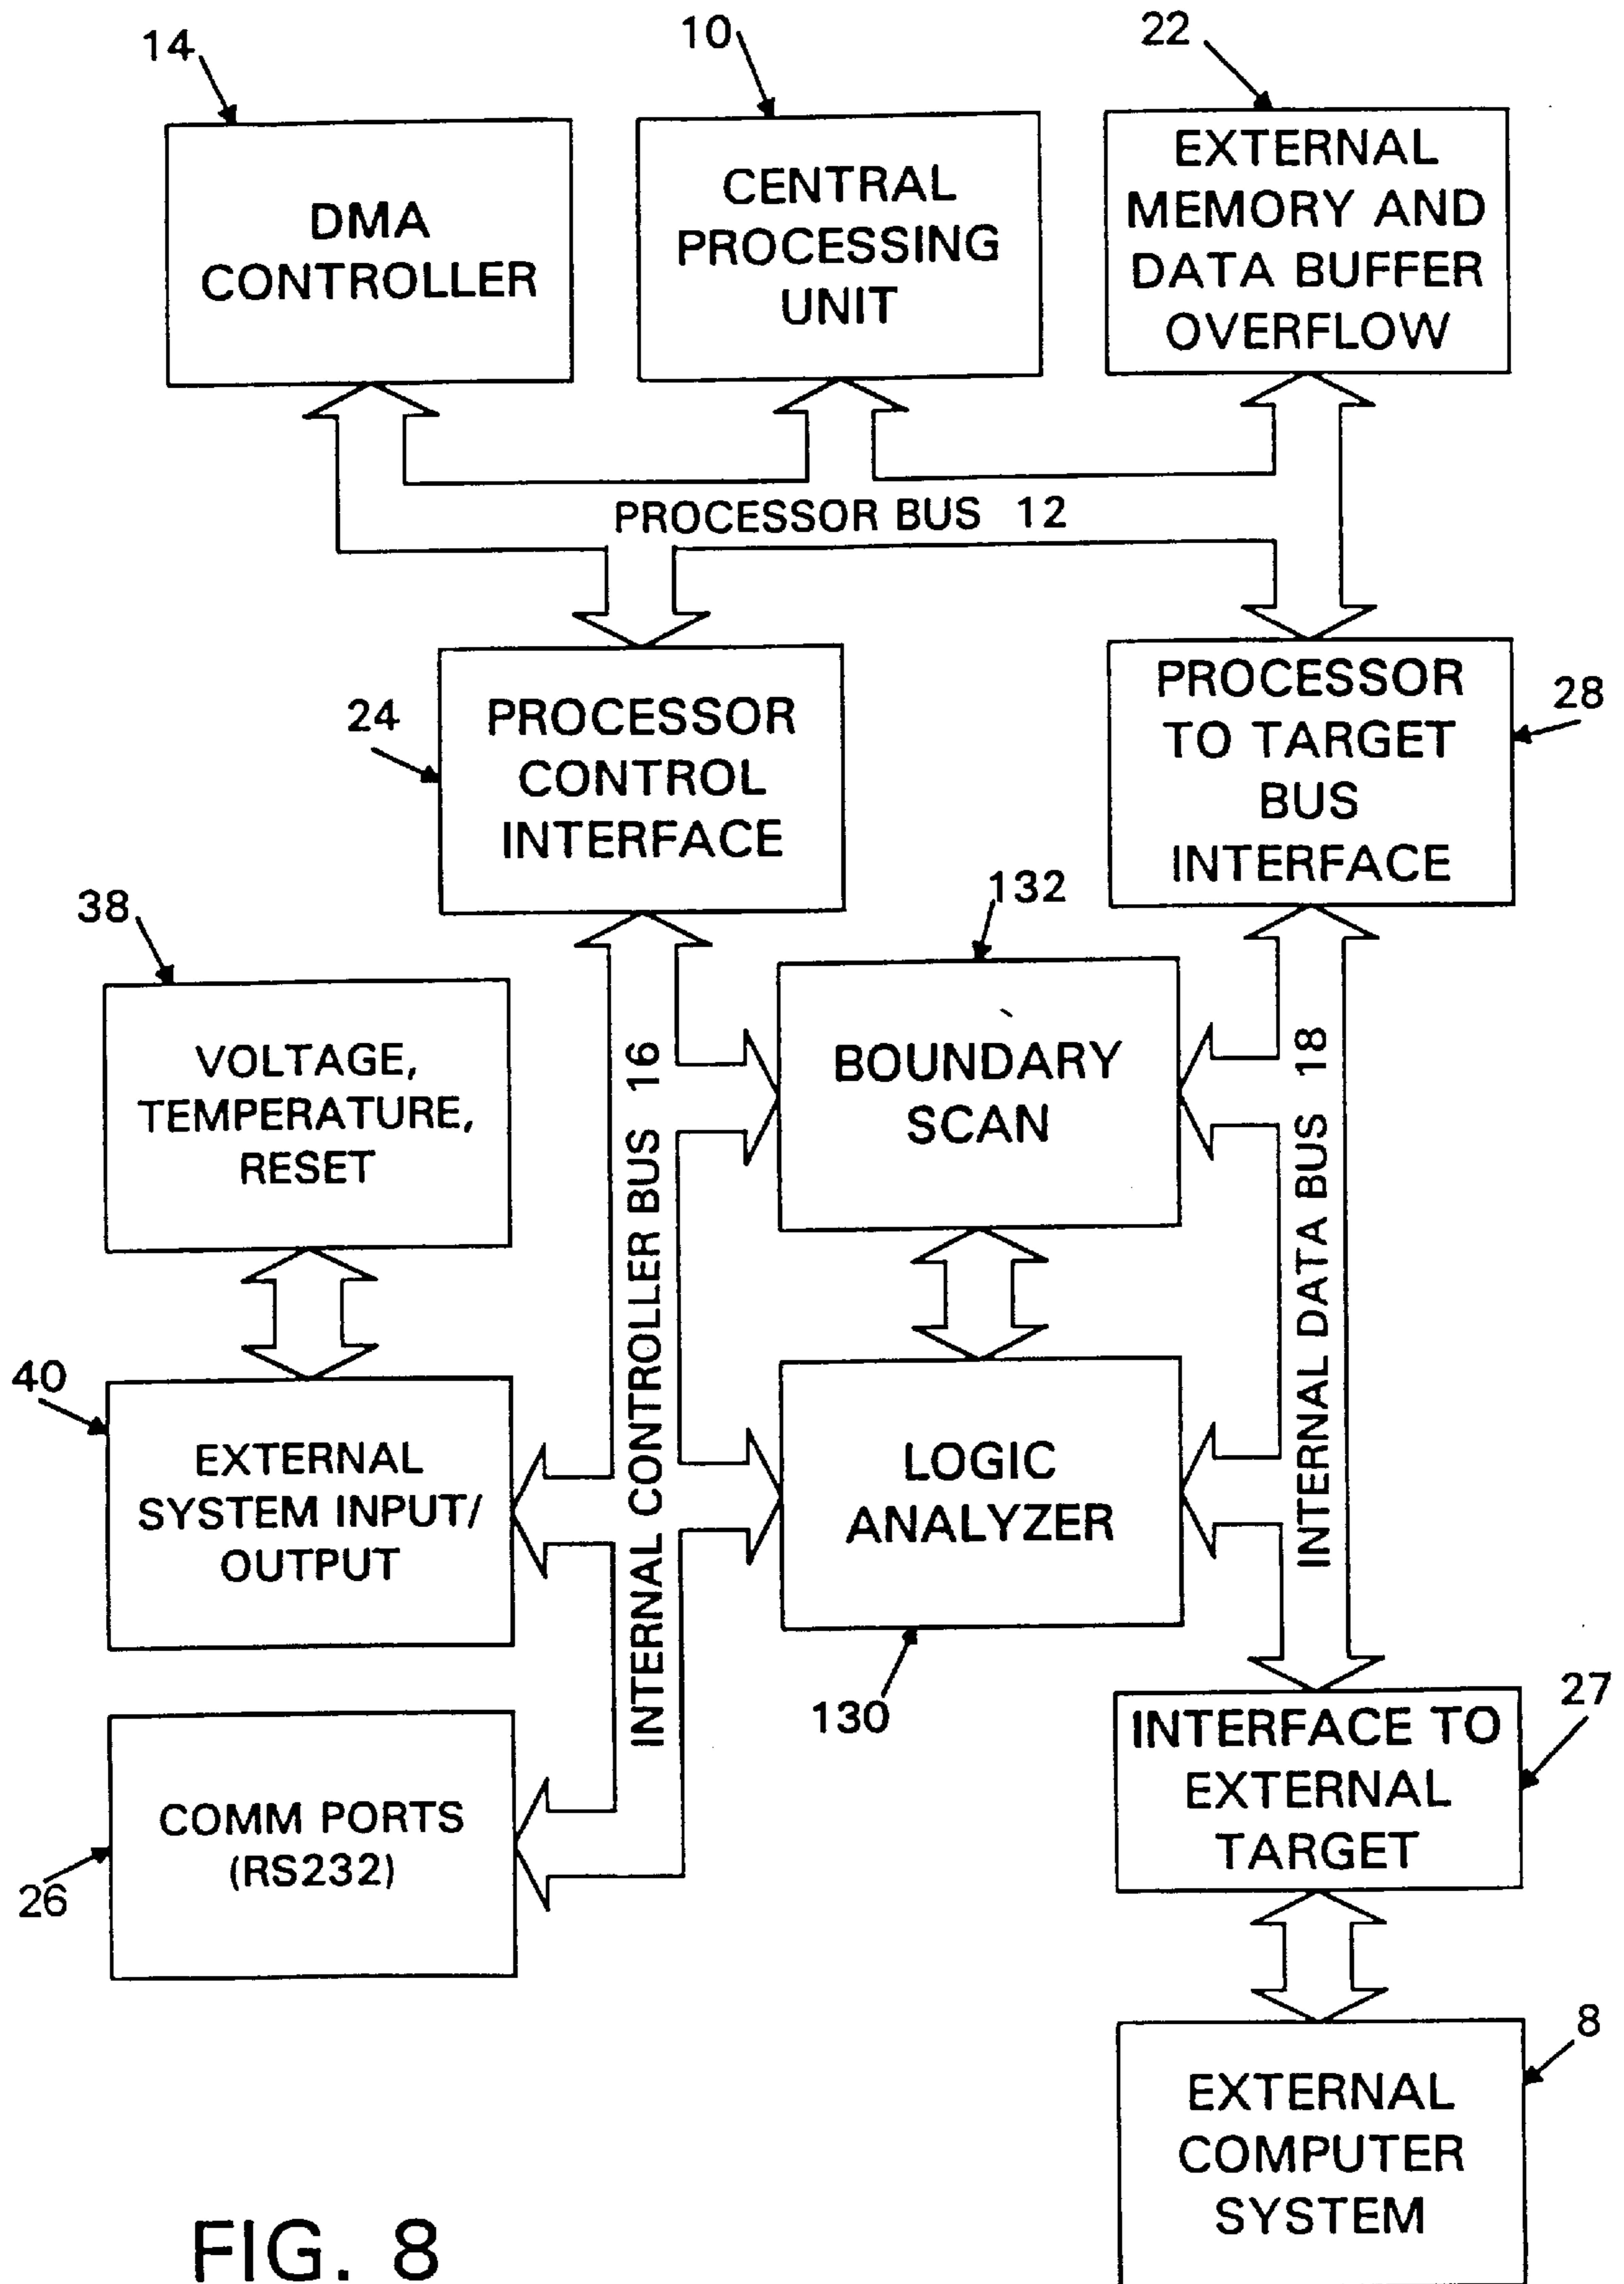 14
10
22
DMA
CONTROLLER
CENTRAL
PROCESSING
UNIT
EXTERNAL
MEMORY AND
DATA BUFFER
OVERFLOW
PROCESSOR BUS 12
24
PROCESSOR
CONTROL
INTERFACE
PROCESSOR
TO TARGET
BUS
INTERFACE
28
38
VOLTAGE,
TEMPERATURE,
RESET
INTERNAL CONTROLLER BUS 16
132
BOUNDARY
SCAN
INTERNAL DATA BUS 18
40
EXTERNAL
SYSTEM INPUT/
OUTPUT
LOGIC
ANALYZER
130
26
COMM PORTS
(RS232)
INTERFACE TO
EXTERNAL
TARGET
27
8
EXTERNAL
COMPUTER
SYSTEM
FIG. 8